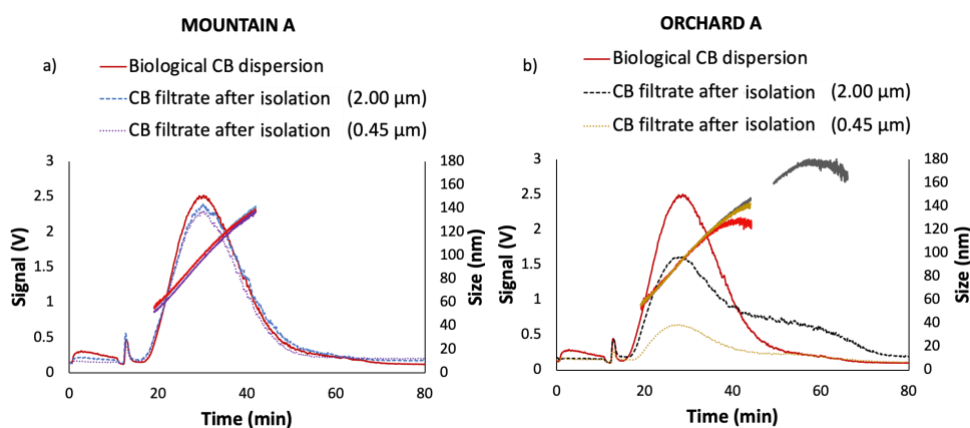 MOUNTAIN A
a)
Biological CB dispersion
CB filtrate after isolation (2.00 µm)
CB filtrate after isolation (0.45 µm)
3
2.5
2
1.5
1
0.5
0
Signal (V)
180
160
140
120
100
80
60
40
20
0
Size (nm)
0 20 40 60 80
Time (min)
ORCHARD A
b)
Biological CB dispersion
CB filtrate after isolation (2.00 µm)
CB filtrate after isolation (0.45 µm)
3
2.5
2
1.5
1
0.5
0
Signal (V)
180
160
140
120
100
80
60
40
20
0
Size (nm)
0 20 40 60 80
Time (min)